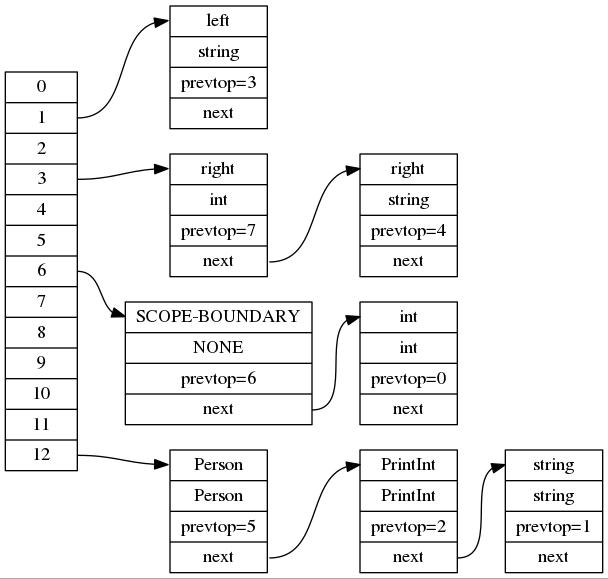 0
1
2
3
4
5
6
7
8
9
10
11
12
left
string
prevtop=3
next
right
int
prevtop=7
next
right
string
prevtop=4
next
SCOPE-BOUNDARY
NONE
prevtop=6
next
int
int
prevtop=0
next
Person
Person
prevtop=5
next
PrintInt
PrintInt
prevtop=2
next
string
string
prevtop=1
next